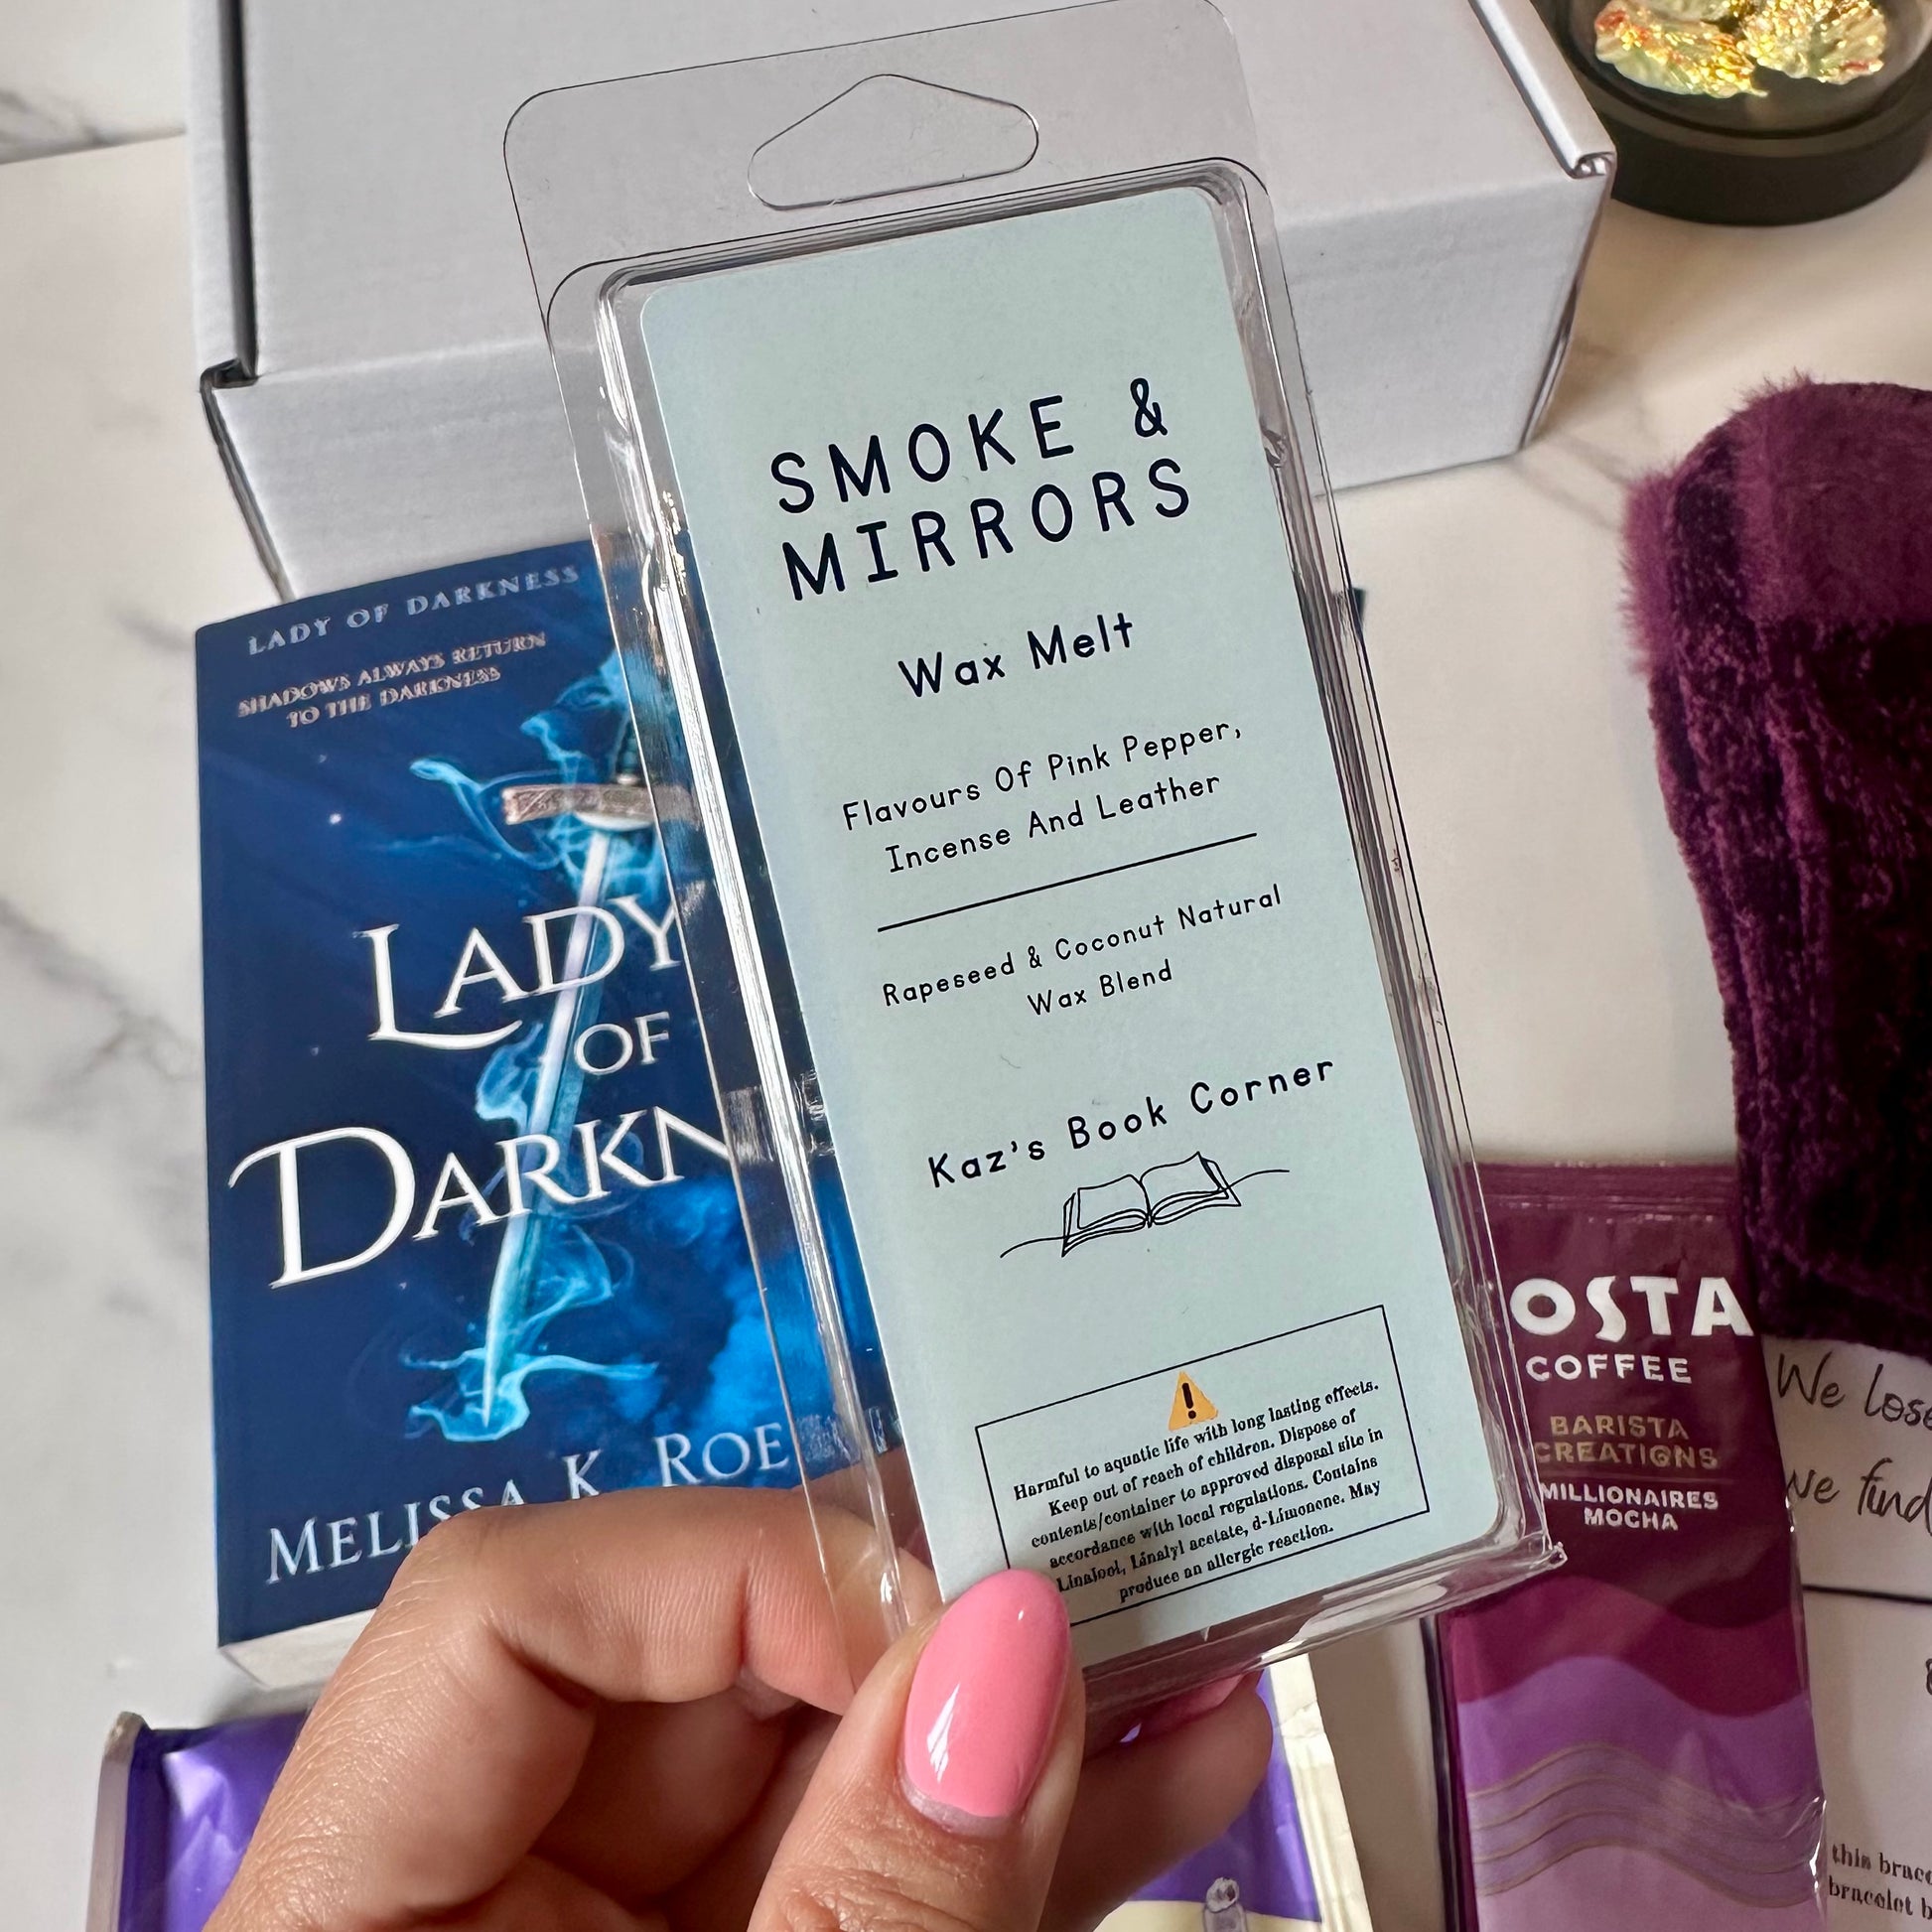 SMOKE &
MIRRORS
Wax Melt
Flavours Of Pink Pepper,
Incense And Leather
Rapeseed & Coconut Natural
Wax Blend
Kaz's Book Corner
Harmful to aquatic life with long lasting effects.
Keep out of reach of children. Dispose of
contents/container to approved disposal site in
accordance with local regulations. Contains
Linalool, Linalyl acetate, d-Limonene. May
produce an allergic reaction.
LADY OF DARKNESS
SHADOWS ALWAYS RETURN
TO THE DARKNESS
LADY
OF
DARKN
MELISSA K ROE
OSTA
COFFEE
BARISTA
CREATIONS
MILLIONAIRES
MOCHA
We lose
we find
this brace
bracelet